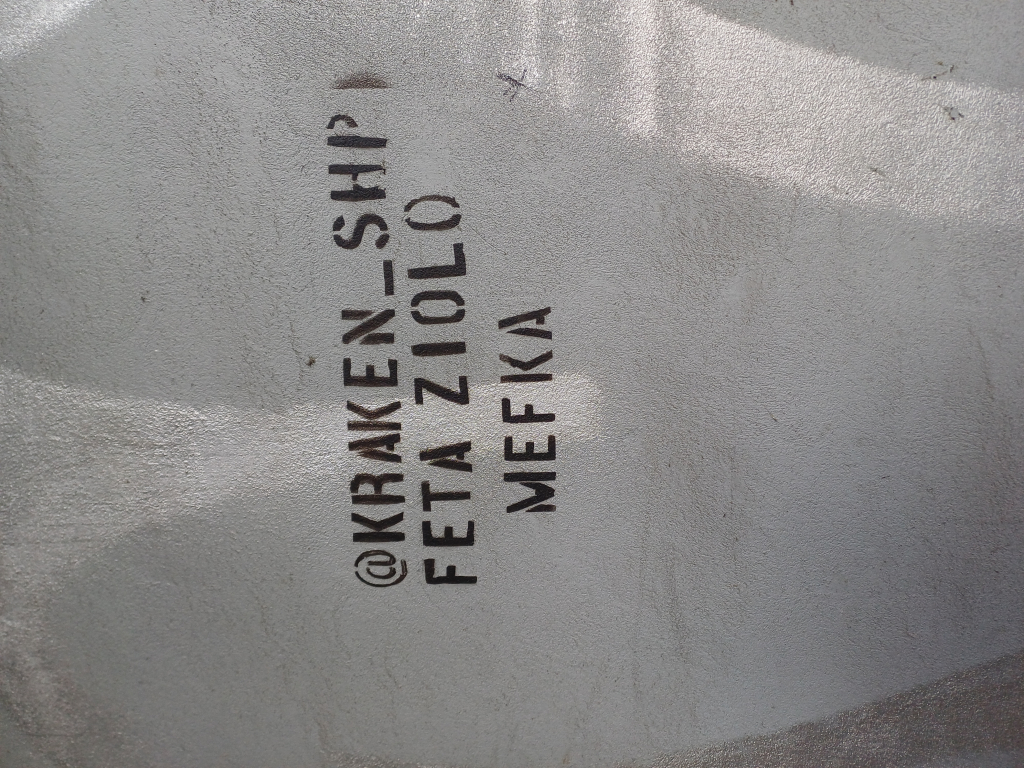 @KRAKEN_SHP
FETA ZIOLO
MEFKA